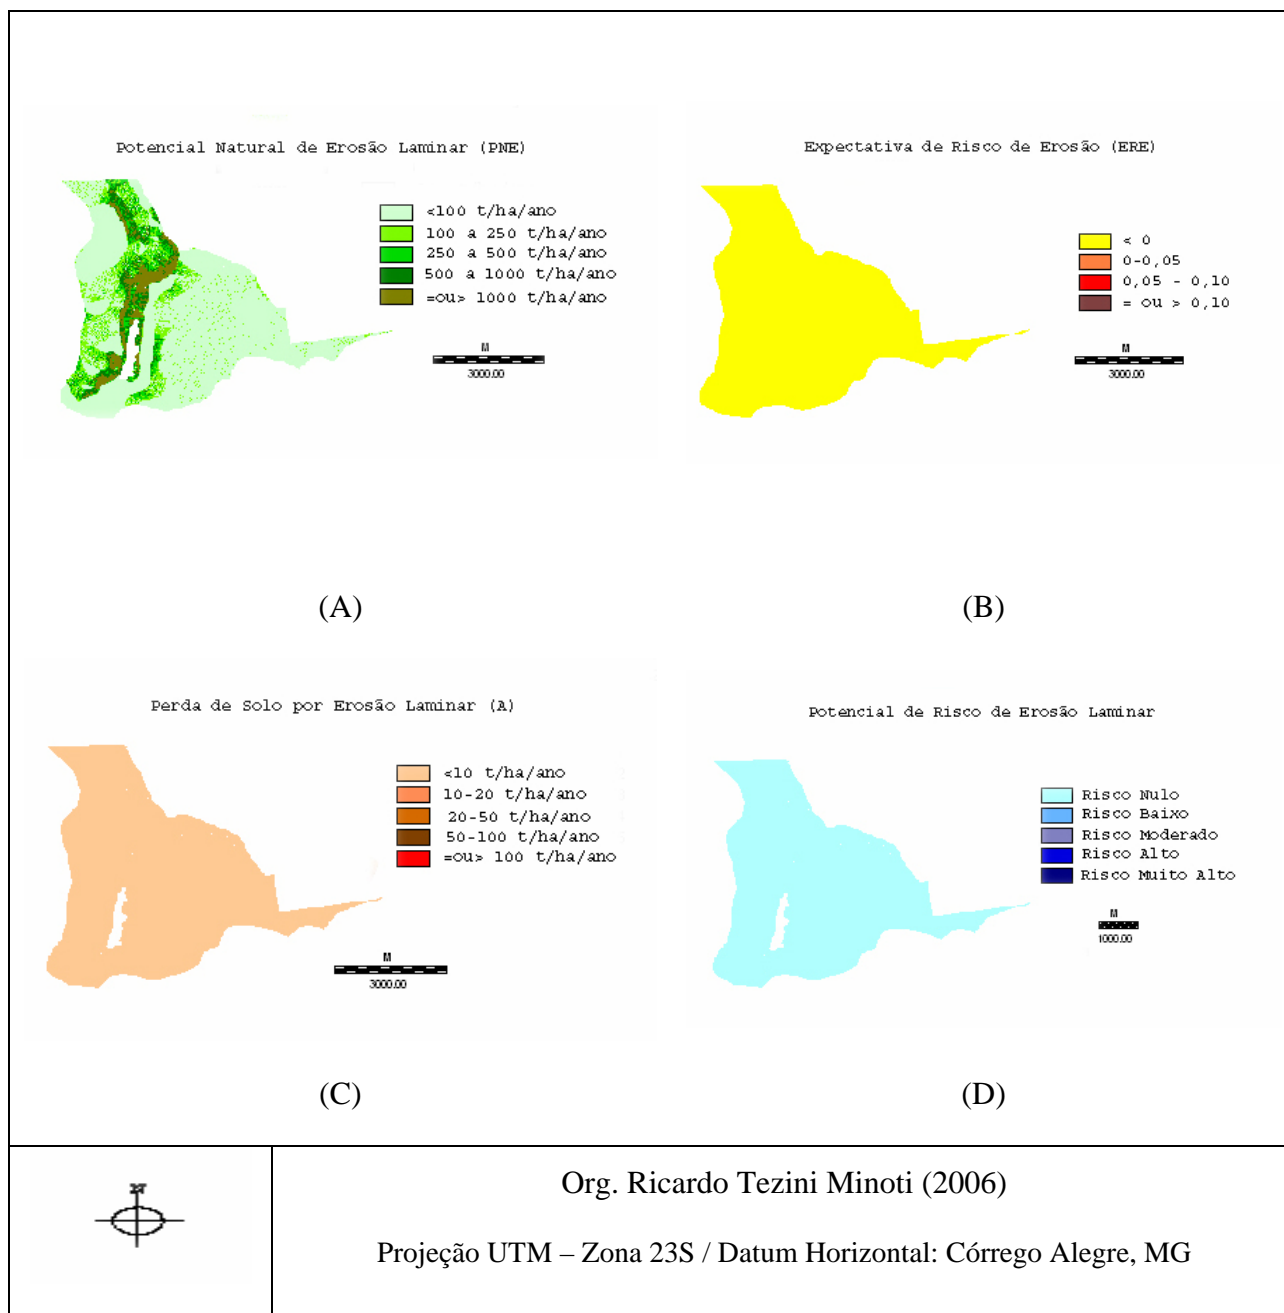 Potencial Natural de Erosão Laminar (PNE)
<100 t/ha/ano
100 a 250 t/ha/ano
250 a 500 t/ha/ano
500 a 1000 t/ha/ano
=ou> 1000 t/ha/ano
M
3000.00
(A)
Expectativa de Risco de Erosão (ERE)
< 0
0-0,05
0,05 - 0,10
= ou > 0,10
M
3000.00
(B)
Perda de Solo por Erosão Laminar (A)
<10 t/ha/ano
10-20 t/ha/ano
20-50 t/ha/ano
50-100 t/ha/ano
=ou> 100 t/ha/ano
M
3000.00
(C)
Potencial de Risco de Erosão Laminar
Risco Nulo
Risco Baixo
Risco Moderado
Risco Alto
Risco Muito Alto
M
1000.00
(D)
N
Org. Ricardo Tezini Minoti (2006)
Projeção UTM – Zona 23S / Datum Horizontal: Córrego Alegre, MG